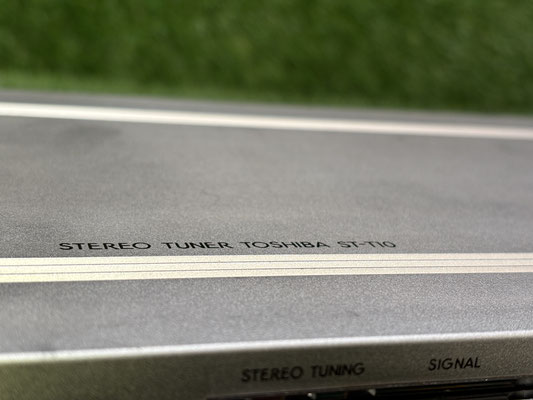 STEREO TUNER TOSHIBA ST-T10
STEREO TUNING SIGNAL